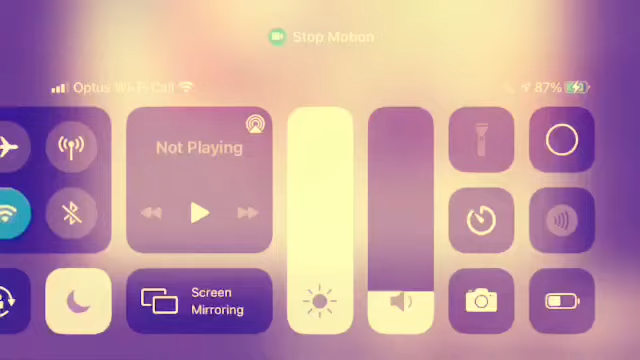 Stop Motion
Optus Wi-Fi Call
87%
Not Playing
Screen
Mirroring